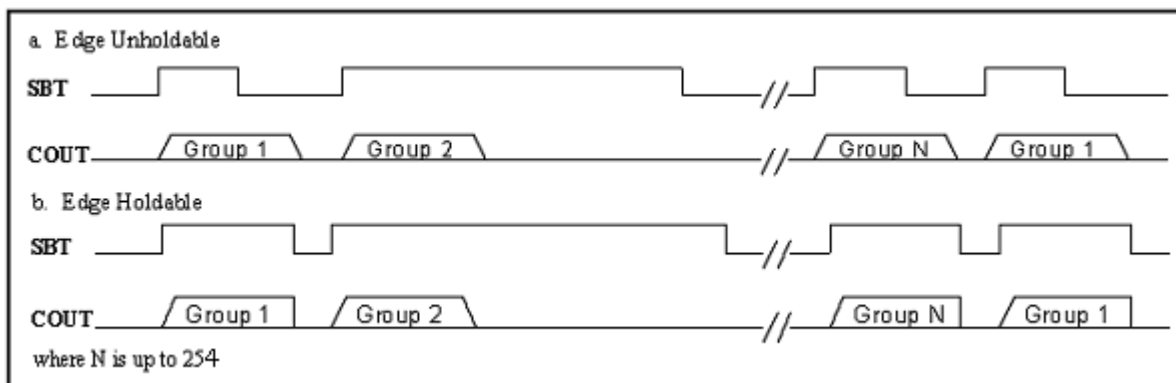 a. Edge Unholdable
SBT
//
COUT
Group 1
Group 2
//
Group N
Group 1
b. Edge Holdable
SBT
//
COUT
Group 1
Group 2
//
Group N
Group 1
where N is up to 254